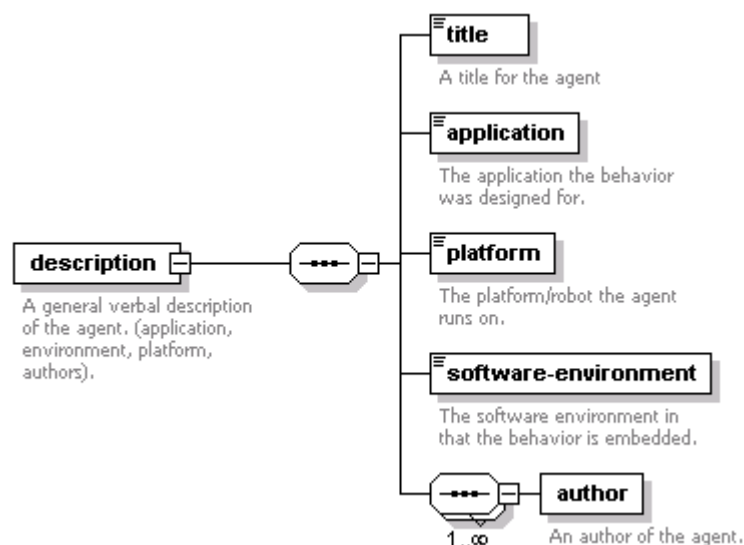 title
A title for the agent
application
The application the behavior
was designed for.
description
A general verbal description
of the agent. (application,
environment, platform,
authors).
platform
The platform/robot the agent
runs on.
software-environment
The software environment in
that the behavior is embedded.
author
1..∞
An author of the agent.